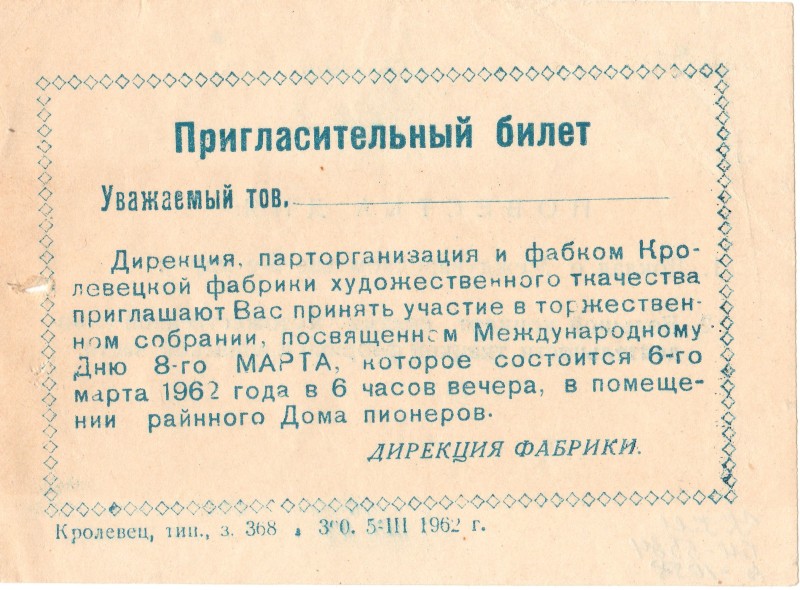 Пригласительный билет
Уважаемый тов.
Дирекция, парторганизация и фабком Кро-
левецкой фабрики художественного ткачества
приглашают Вас принять участие в торжествен-
ном собрании, посвященном Международному
Дню 8-го МАРТА, которое состоится 6-го
марта 1962 года в 6 часов вечера, в помеще-
нии райнного Дома пионеров.
ДИРЕКЦИЯ ФАБРИКИ.
Кролевец, тип., з. 368 300. 5-III 1962 г.